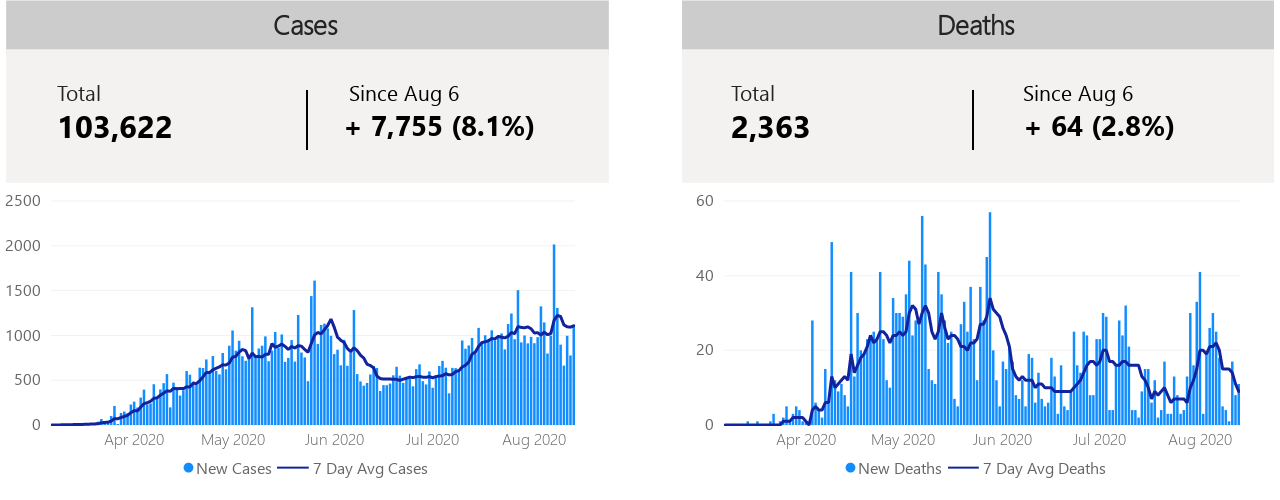 Cases
Total
103,622
Since Aug 6
+ 7,755 (8.1%)
2500
2000
1500
1000
500
0
Apr 2020 May 2020 Jun 2020 Jul 2020 Aug 2020
New Cases 7 Day Avg Cases
Deaths
Total
2,363
Since Aug 6
+ 64 (2.8%)
60
40
20
0
Apr 2020 May 2020 Jun 2020 Jul 2020 Aug 2020
New Deaths 7 Day Avg Deaths